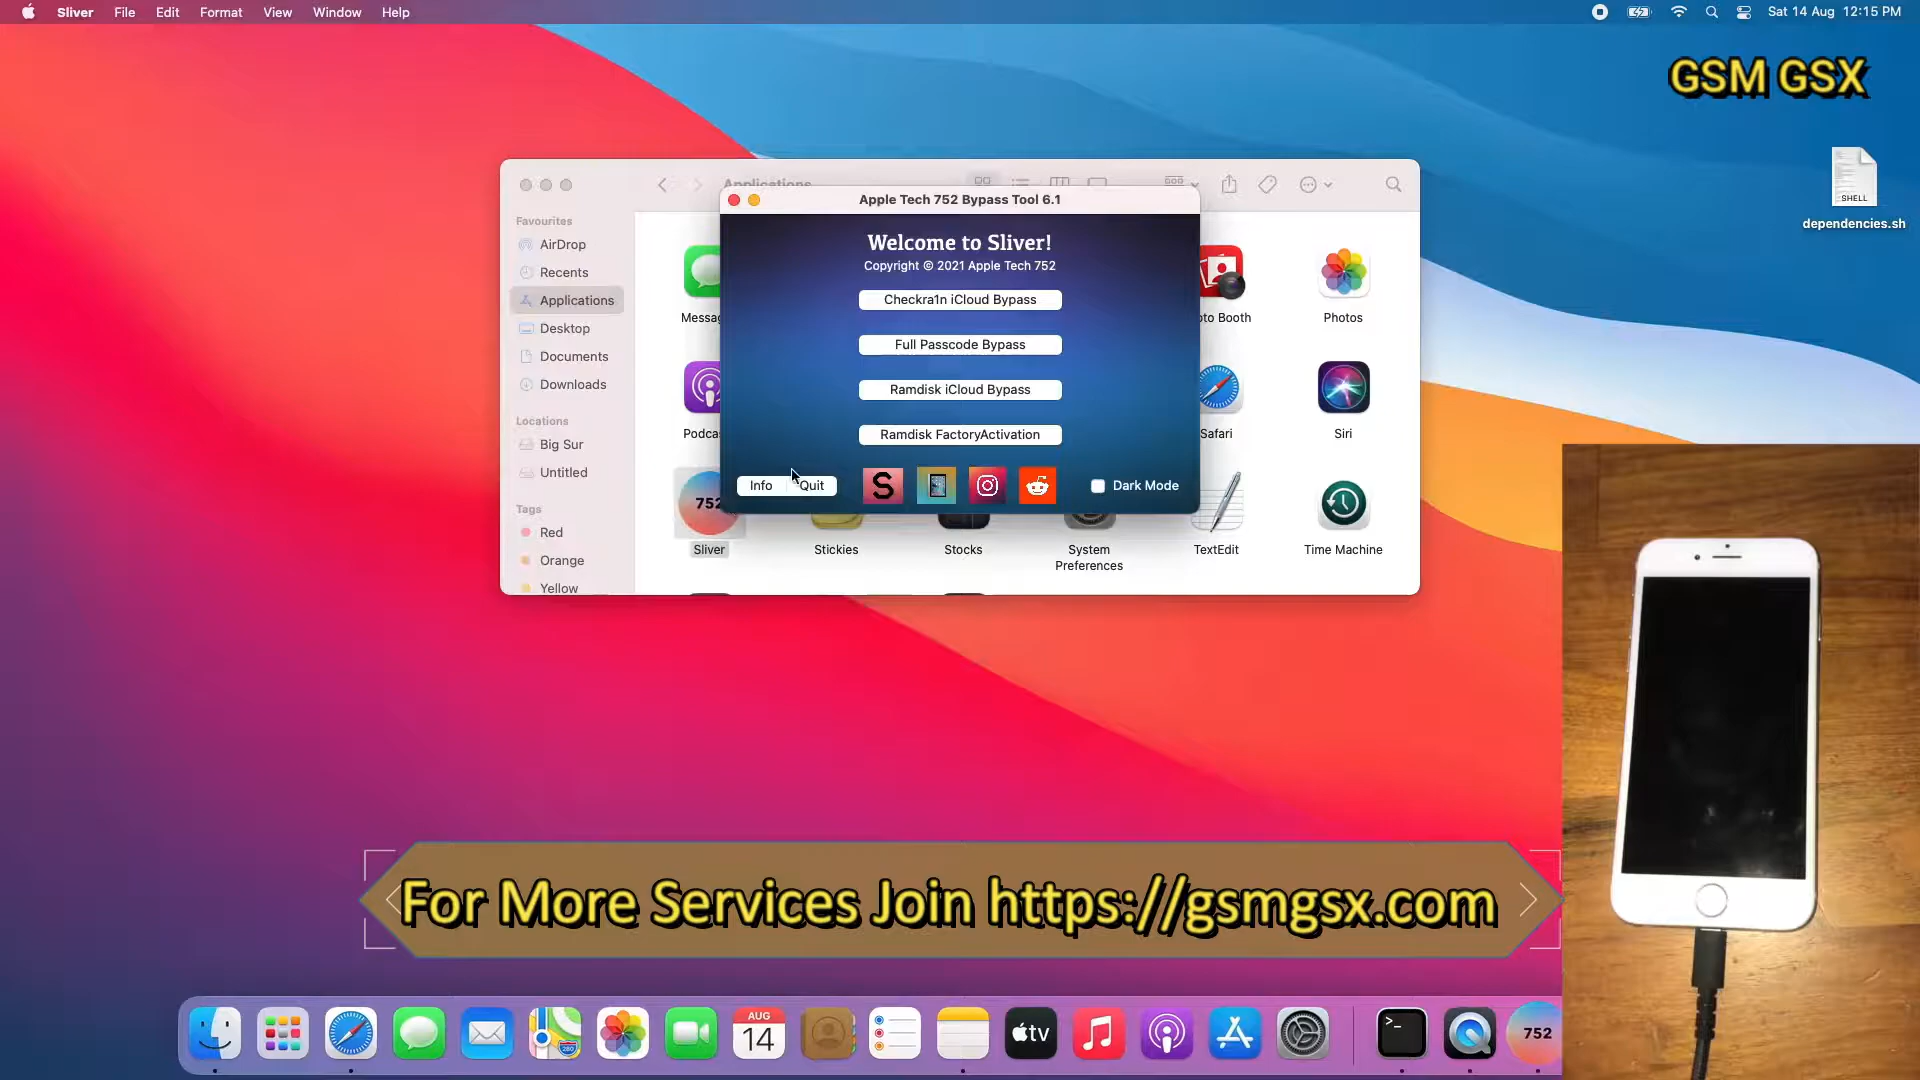 Sliver File Edit Format View Window Help
Sat 14 Aug 12:15 PM
GSM GSX
SHELL
dependencies.sh
Applications
Favourites
AirDrop
Recents
Applications
Desktop
Documents
Downloads
Locations
Big Sur
Untitled
Tags
Red
Orange
Yellow
Apple Tech 752 Bypass Tool 6.1
Welcome to Sliver!
Copyright © 2021 Apple Tech 752
Checkra1n iCloud Bypass
Full Passcode Bypass
Ramdisk iCloud Bypass
Ramdisk FactoryActivation
Info Quit
S
Dark Mode
Messag
oto Booth
Photos
Podca
Safari
Siri
752
Sliver
Stickies
Stocks
System
Preferences
TextEdit
Time Machine
For More Services Join https://gsmgsx.com
280
AUG
14
tv
>_
752